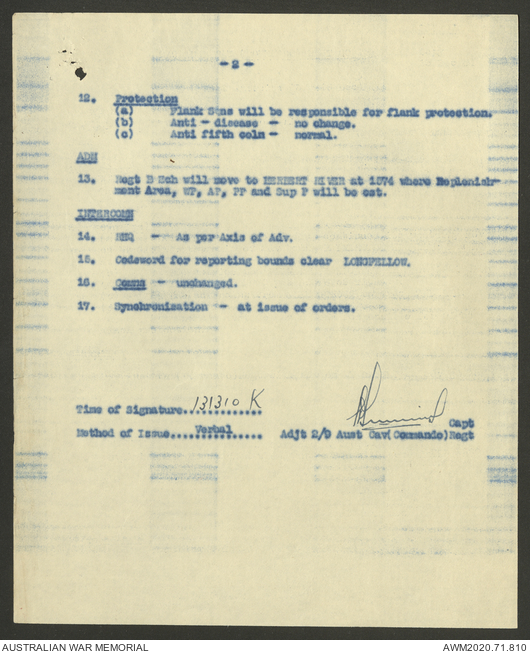 - 2 -
12. Protection
(a) Flank Sqns will be responsible for flank protection.
(b) Anti - disease - no change.
(c) Anti fifth coln - normal.
ADM
13. Regt B Ech will move to HERBERT RIVER at 1874 where Replenish-
ment Area, WP, AP, PP and Sup P will be est.
INTERCOMM
14. RHQ - As per Axis of Adv.
15. Codeword for reporting bounds clear LONGFELLOW.
16. - unchanged.
17. Synchronisation - at issue of orders.
Time of Signature..131310 K..........
Capt
Method of Issue....Verbal...... Adjt 2/9 Aust Cav(Commando)Regt
AUSTRALIAN WAR MEMORIAL AWM2020.71.810